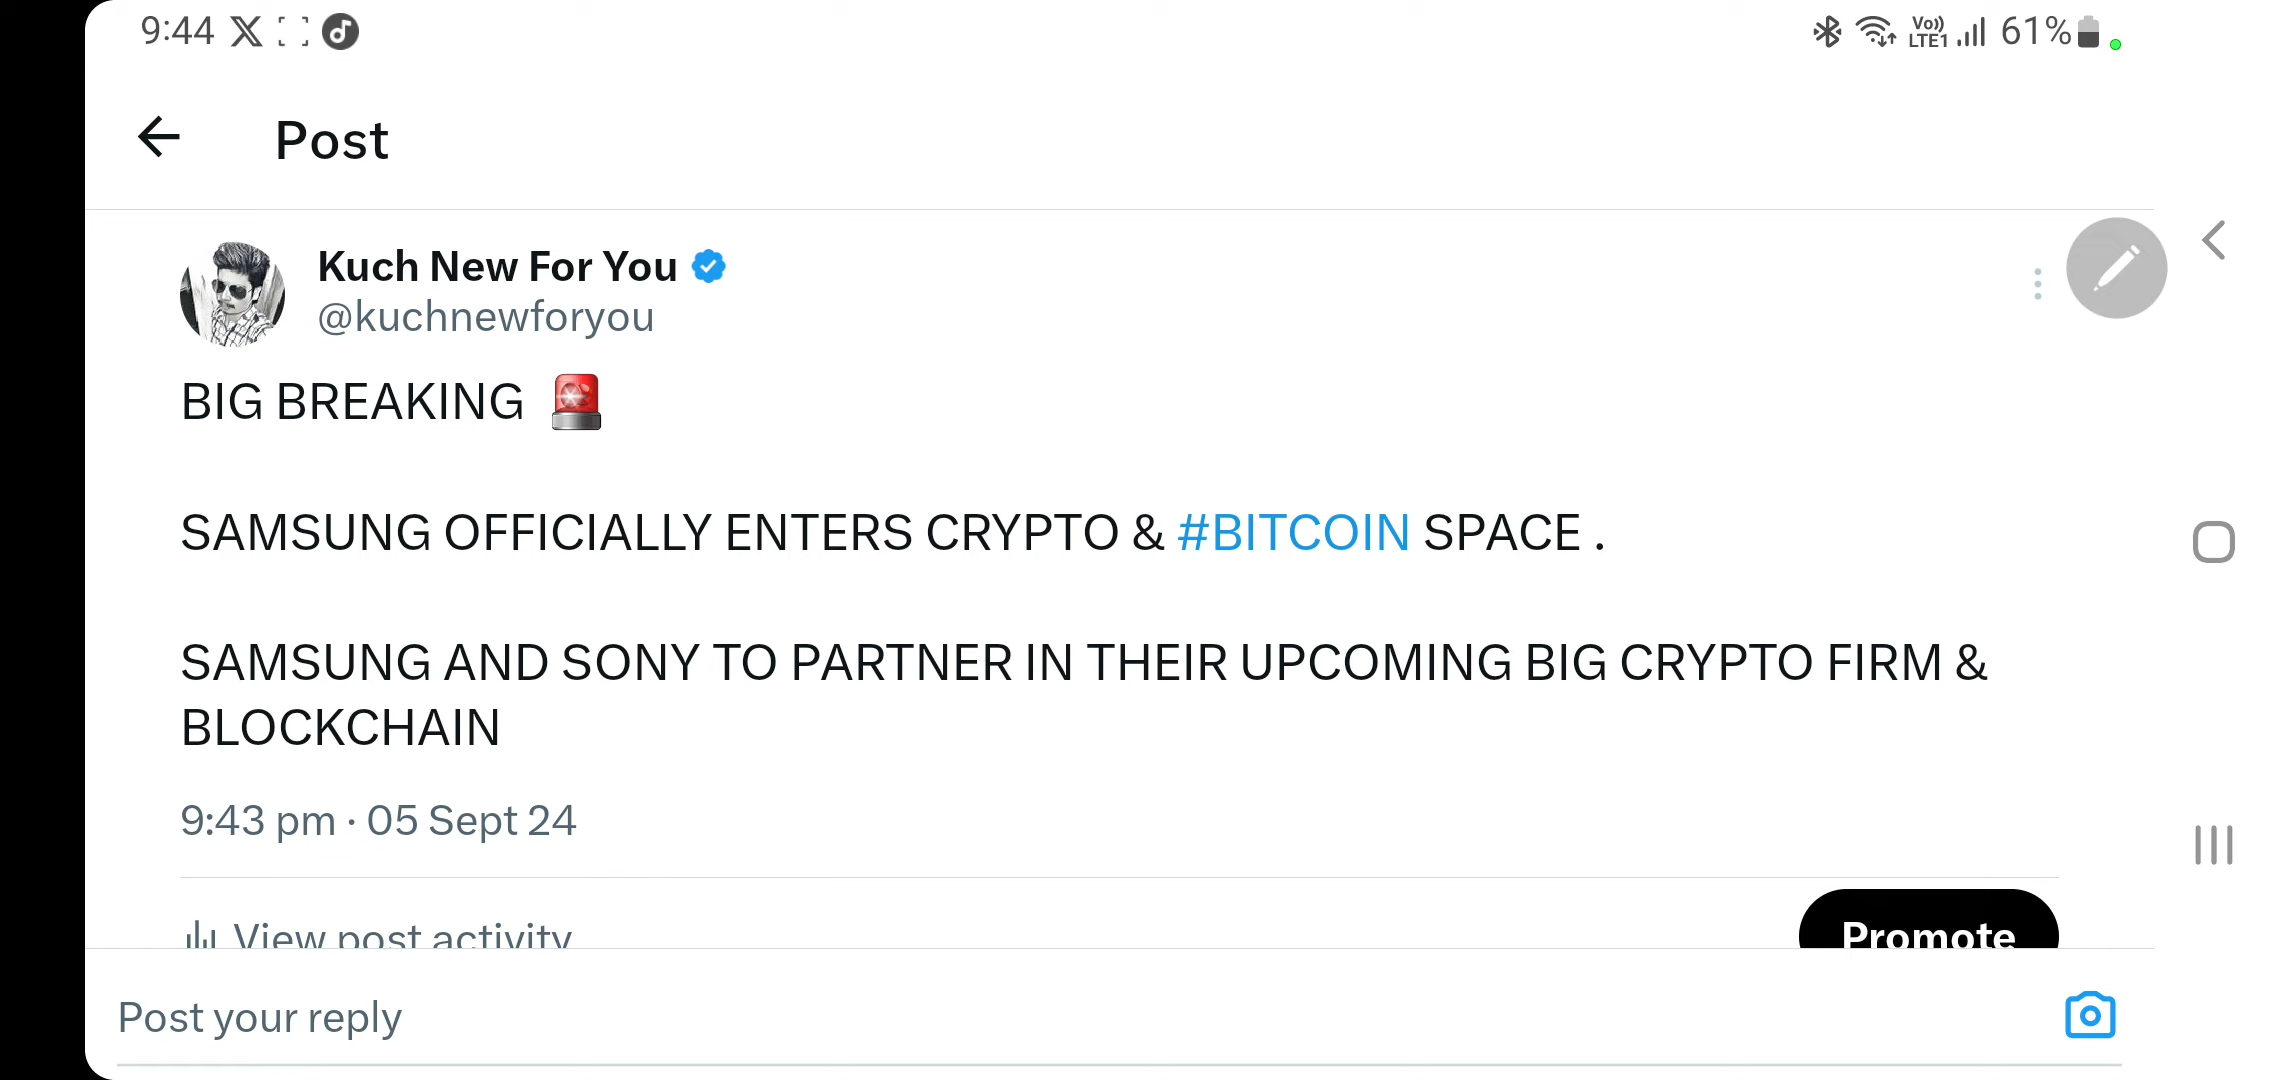 9:44 61%
Vo)) LTE1
Post
Kuch New For You
@kuchnewforyou
BIG BREAKING 🚨
SAMSUNG OFFICIALLY ENTERS CRYPTO & #BITCOIN SPACE .
SAMSUNG AND SONY TO PARTNER IN THEIR UPCOMING BIG CRYPTO FIRM &
BLOCKCHAIN
9:43 pm · 05 Sept 24
View post activity Promote
Post your reply